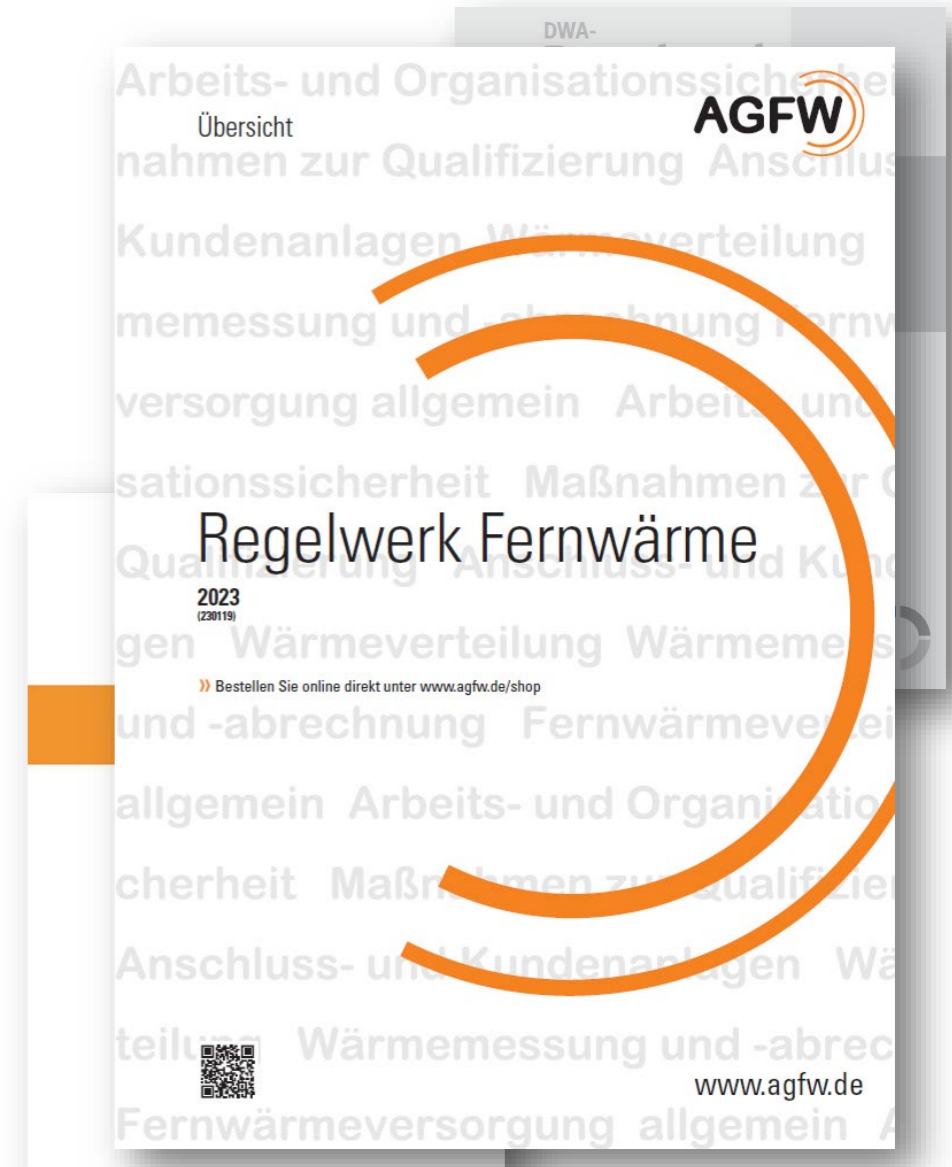 DWA-
Arbeits- und Organisationssicherhei
Übersicht
AGFW
nahmen zur Qualifizierung Anschlus
Kundenanlagen Wärmeverteilung
memessung und -abrechnung Fernw
versorgung allgemein Arbeits- und
sationssicherheit Maßnahmen zur Q
Regelwerk Fernwärme
Qualifizierung Anschluss- und Kund
2023
(230119)
gen Wärmeverteilung Wärmemess
» Bestellen Sie online direkt unter www.agfw.de/shop
und -abrechnung Fernwärmevertei
allgemein Arbeits- und Organisatio
cherheit Maßnahmen zur Qualifizier
Anschluss- und Kundenanlagen Wä
teilung Wärmemessung und -abrec
www.agfw.de
Fernwärmeversorgung allgemein A